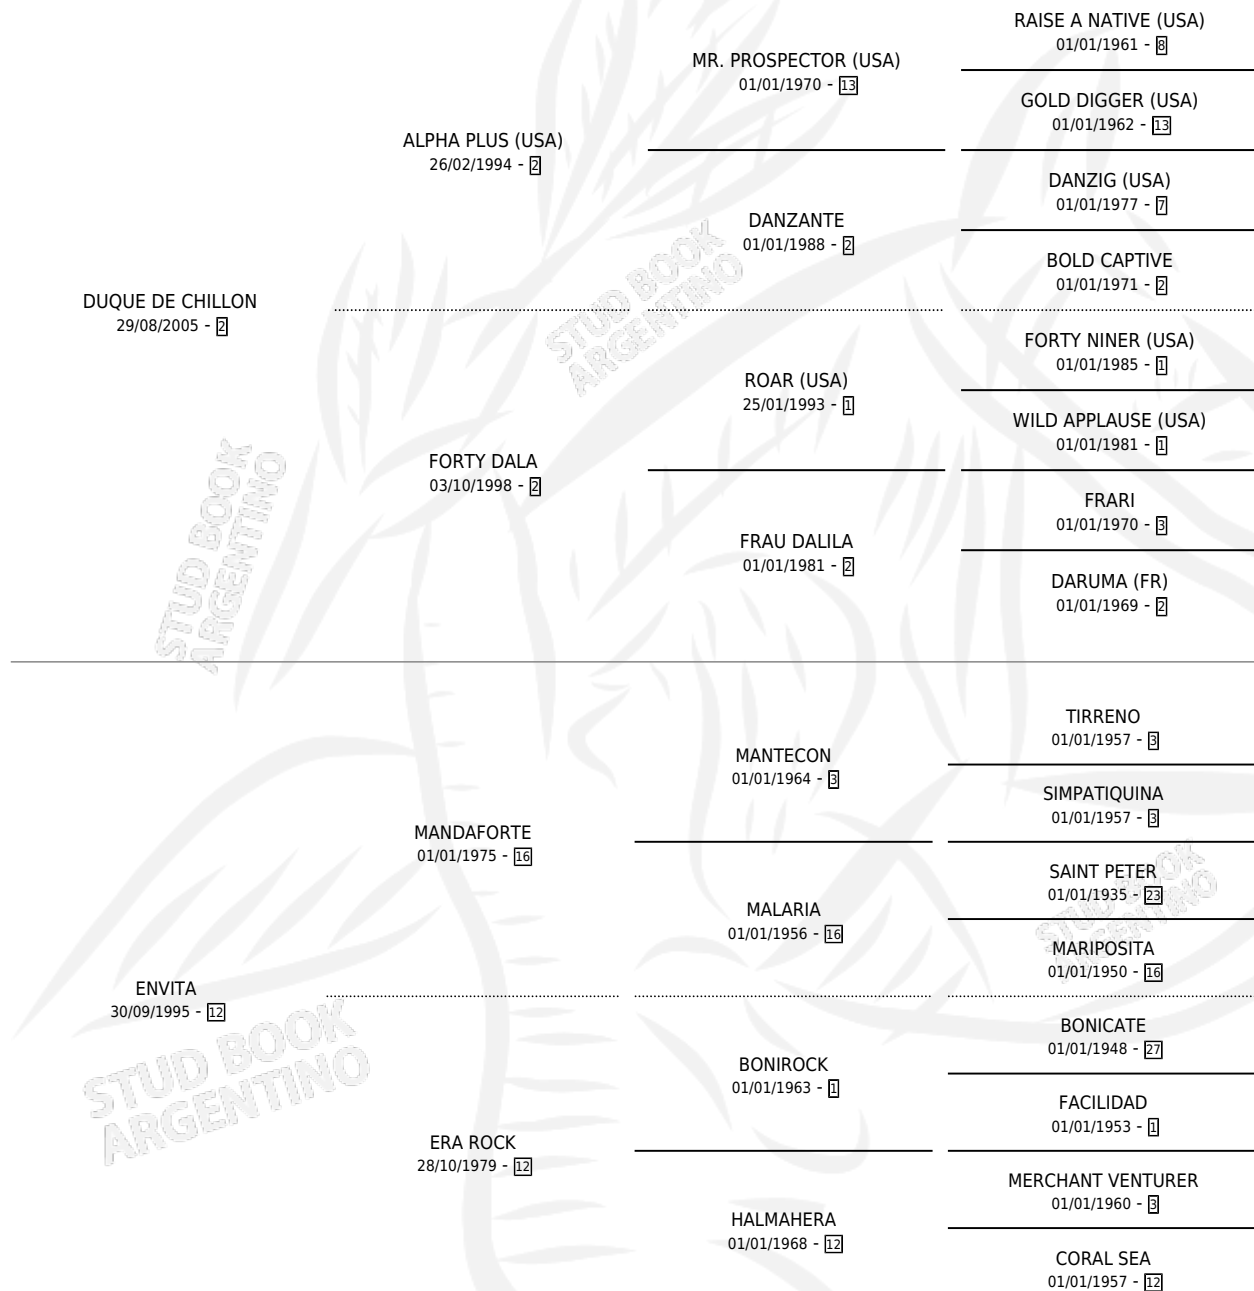 RAISE A NATIVE (USA)
01/01/1961 - 8
MR. PROSPECTOR (USA)
01/01/1970 - 13
GOLD DIGGER (USA)
01/01/1962 - 13
ALPHA PLUS (USA)
26/02/1994 - 2
DANZIG (USA)
01/01/1977 - 7
DANZANTE
01/01/1988 - 2
BOLD CAPTIVE
01/01/1971 - 2
DUQUE DE CHILLON
29/08/2005 - 2
FORTY NINER (USA)
01/01/1985 - 1
ROAR (USA)
25/01/1993 - 1
WILD APPLAUSE (USA)
01/01/1981 - 1
FORTY DALA
03/10/1998 - 2
FRARI
01/01/1970 - 3
FRAU DALILA
01/01/1981 - 2
DARUMA (FR)
01/01/1969 - 2
TIRRENO
01/01/1957 - 3
MANTECON
01/01/1964 - 3
SIMPATIQUINA
01/01/1957 - 3
MANDAFORTE
01/01/1975 - 16
SAINT PETER
01/01/1935 - 23
MALARIA
01/01/1956 - 16
MARIPOSITA
01/01/1950 - 16
ENVITA
30/09/1995 - 12
BONICATE
01/01/1948 - 27
BONIROCK
01/01/1963 - 1
FACILIDAD
01/01/1953 - 1
ERA ROCK
28/10/1979 - 12
MERCHANT VENTURER
01/01/1960 - 3
HALMAHERA
01/01/1968 - 12
CORAL SEA
01/01/1957 - 12
STUD BOOK
ARGENTINO
STUD BOOK
ARGENTINO
STUD BOOK
ARGENTINO
STUD BOOK
ARGENTINO